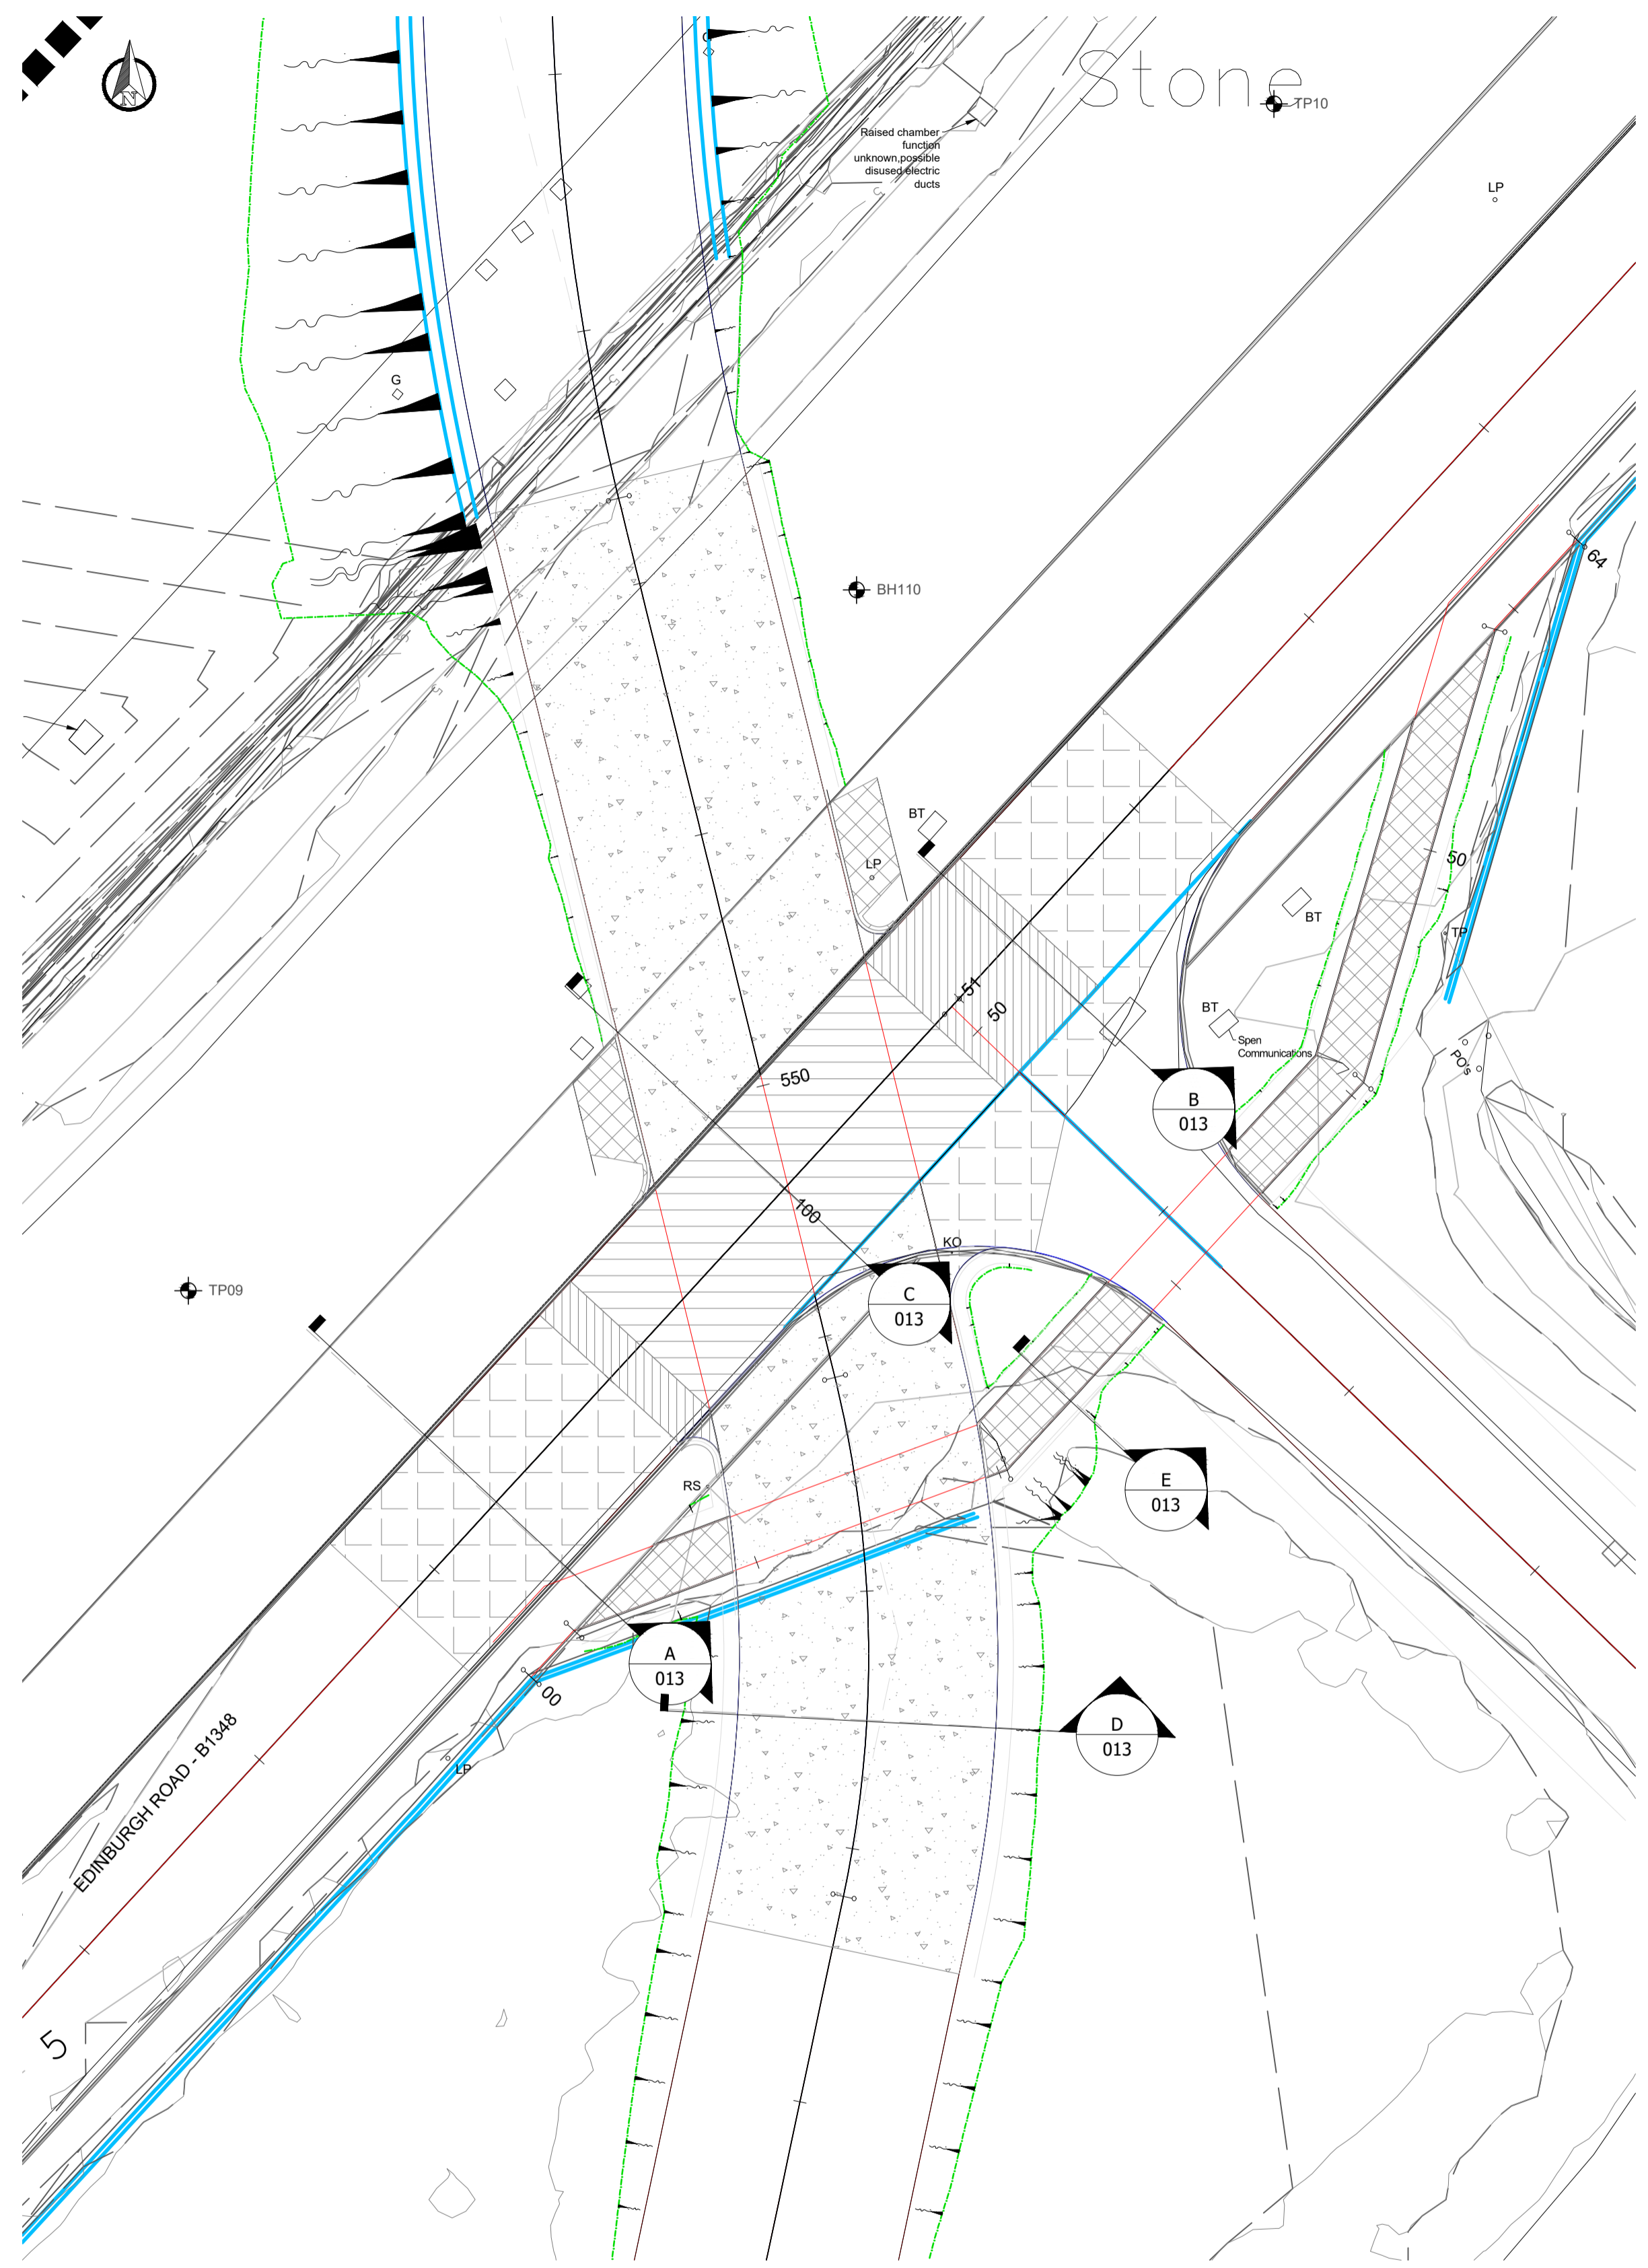 Stone
N
G
TP10
Raised chamber
function
unknown,possible
disused electric
ducts
LP
G
64
BH110
BT
LP
50
BT
TP
51
50
BT
Spen
Communications
PO's
550
B
013
100
KO
C
013
TP09
RS
E
013
A
013
00
D
013
LP
EDINBURGH ROAD - B1348
5